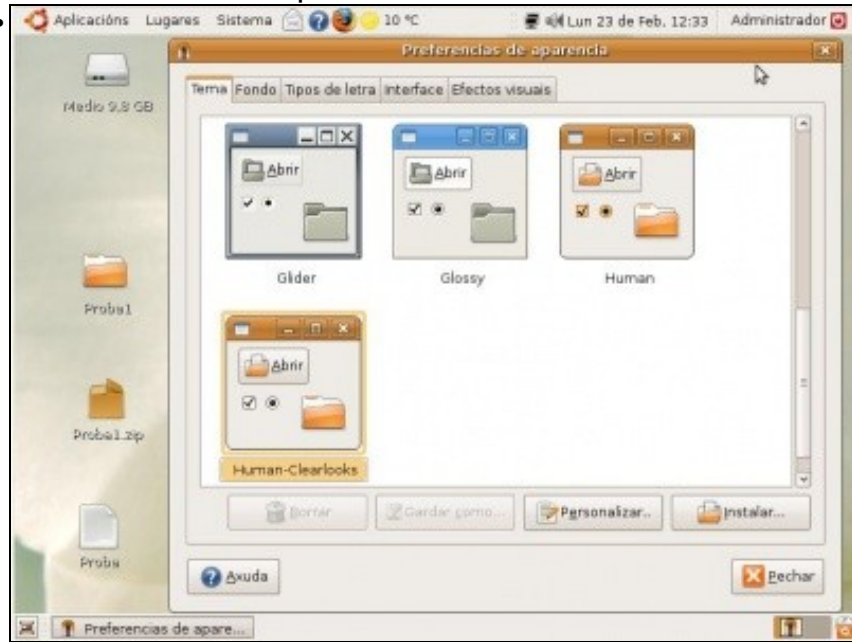 Aplicacións Lugares Sistema 10 ℃ Lun 23 de Feb, 12:33 Administrador
Preferencias de aparencia
Medio 9,8 GB
Tema Fondo Tipos de letra Interface Efectos visuais
Abrir Abrir Abrir
Glider Glossy Human
Proba1
Abrir
Proba1.zip
Human-Clearlooks
Borrar Gardar como... Personalizar... Instalar...
Proba
Axuda Pechar
Preferencias de apare...